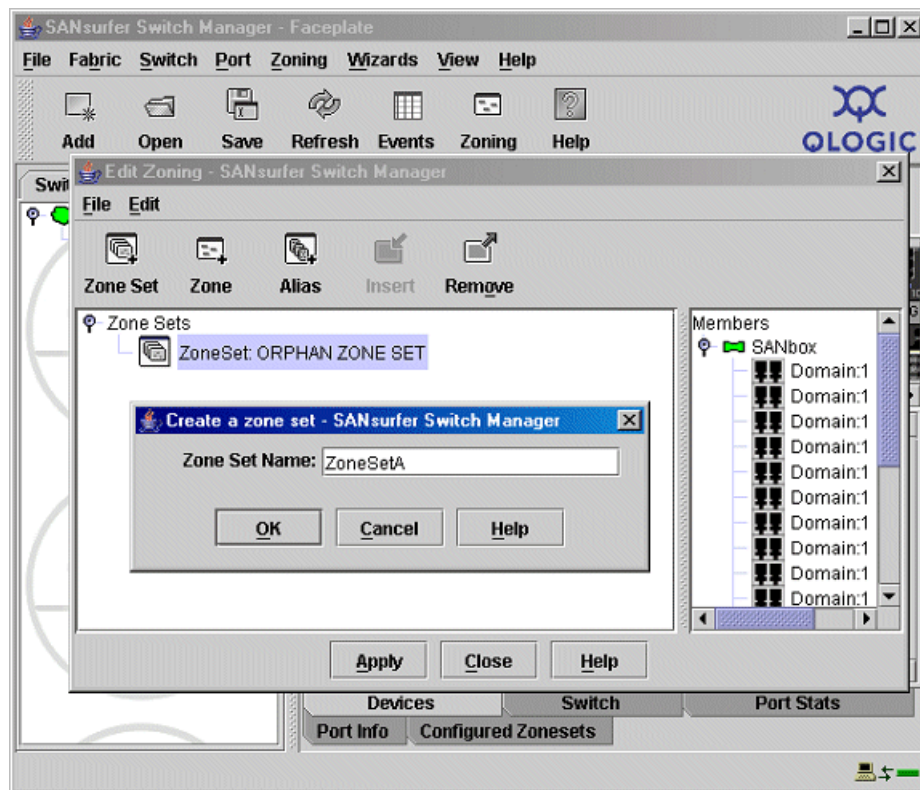 SANsurfer Switch Manager - Faceplate
File Fabric Switch Port Zoning Wizards View Help
Add Open Save Refresh Events Zoning Help
QLOGIC
Edit Zoning - SANsurfer Switch Manager
File Edit
Zone Set Zone Alias Insert Remove
Zone Sets
ZoneSet: ORPHAN ZONE SET
Members
SANbox
Domain:1
Domain:1
Domain:1
Domain:1
Domain:1
Domain:1
Domain:1
Domain:1
Domain:1
Domain:1
Create a zone set - SANsurfer Switch Manager
Zone Set Name: ZoneSetA
OK Cancel Help
Apply Close Help
Devices Switch Port Stats
Port Info Configured Zonesets